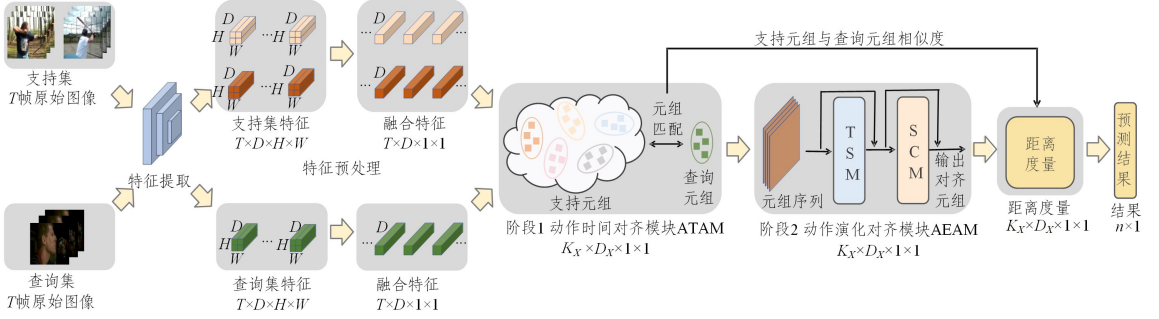 支持集
T帧原始图像
特征提取
查询集
T帧原始图像
D
H
W
...
D
H
W
D
H
W
...
D
H
W
支持集特征
T×D×H×W
特征预处理
D
H
W
...
D
H
W
查询集特征
T×D×H×W
D
...
...
...
...
融合特征
T×D×1×1
...
...
融合特征
T×D×1×1
支持元组
元组
匹配
查询
元组
阶段1 动作时间对齐模块ATAM
K_X×D_X×1×1
支持元组与查询元组相似度
元组序列
TSM
SCM
输出
对齐
元组
阶段2 动作演化对齐模块AEAM
K_X×D_X×1×1
距离
度量
距离度量
K_X×D_X×1×1
预测结果
结果
n×1